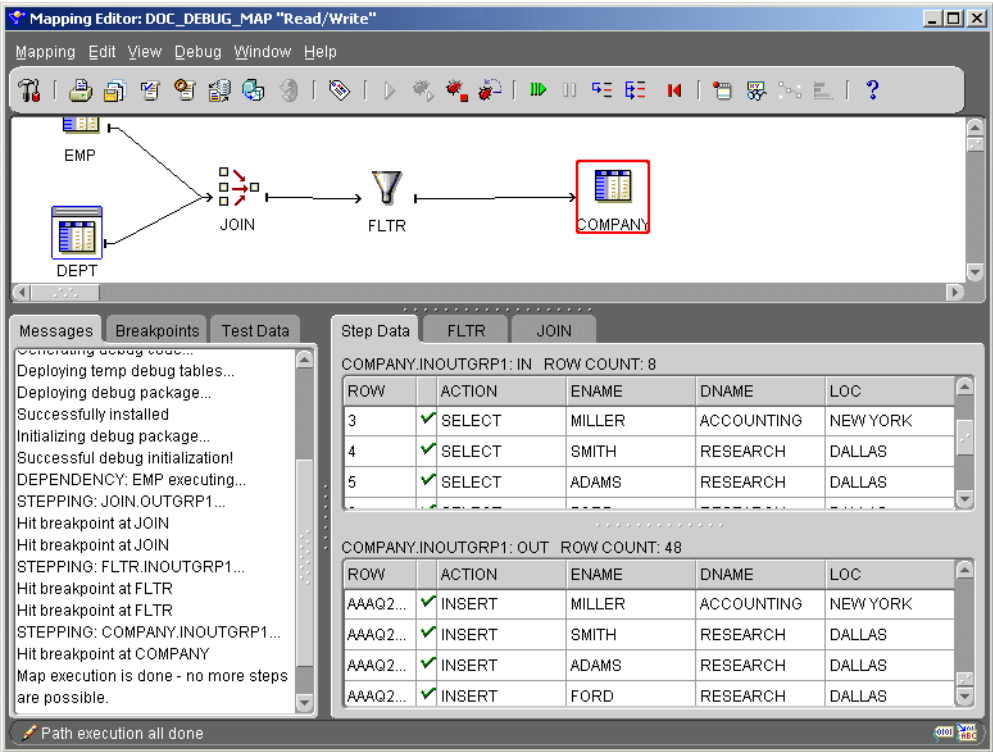 Mapping Editor: DOC_DEBUG_MAP "Read/Write"
Mapping Edit View Debug Window Help
EMP
JOIN
FLTR
COMPANY
DEPT
Messages Breakpoints Test Data
Generating debug code...
Deploying temp debug tables...
Deploying debug package...
Successfully installed
Initializing debug package...
Successful debug initialization!
DEPENDENCY: EMP executing...
STEPPING: JOIN.OUTGRP1...
Hit breakpoint at JOIN
Hit breakpoint at JOIN
STEPPING: FLTR.INOUTGRP1...
Hit breakpoint at FLTR
Hit breakpoint at FLTR
STEPPING: COMPANY.INOUTGRP1...
Hit breakpoint at COMPANY
Map execution is done - no more steps
are possible.
Step Data FLTR JOIN
COMPANY.INOUTGRP1: IN ROW COUNT: 8
ROW ACTION ENAME DNAME LOC
3 SELECT MILLER ACCOUNTING NEW YORK
4 SELECT SMITH RESEARCH DALLAS
5 SELECT ADAMS RESEARCH DALLAS
COMPANY.INOUTGRP1: OUT ROW COUNT: 48
ROW ACTION ENAME DNAME LOC
AAAQ2... INSERT MILLER ACCOUNTING NEW YORK
AAAQ2... INSERT SMITH RESEARCH DALLAS
AAAQ2... INSERT ADAMS RESEARCH DALLAS
AAAQ2... INSERT FORD RESEARCH DALLAS
Path execution all done